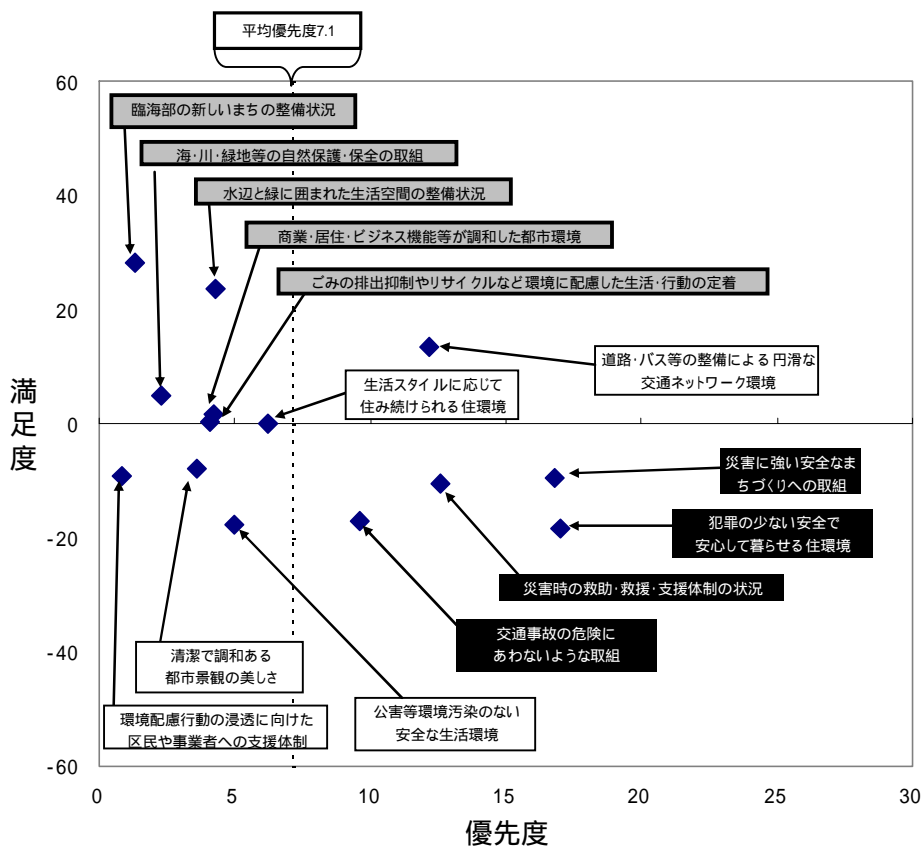 平均優先度7.1
60
臨海部の新しいまちの整備状況
海・川・緑地等の自然保護・保全の取組
40
水辺と緑に囲まれた生活空間の整備状況
商業・居住・ビジネス機能等が調和した都市環境
ごみの排出抑制やリサイクルなど環境に配慮した生活・行動の定着
20
道路・バス等の整備による円滑な
交通ネットワーク環境
生活スタイルに応じて
住み続けられる住環境
満足度
0
災害に強い安全なま
ちづくりへの取組
犯罪の少ない安全で
安心して暮らせる住環境
-20
災害時の救助・救援・支援体制の状況
交通事故の危険に
あわないような取組
-40
清潔で調和ある
都市景観の美しさ
公害等環境汚染のない
安全な生活環境
環境配慮行動の浸透に向けた
区民や事業者への支援体制
-60
0 5 10 15 20 25 30
優先度